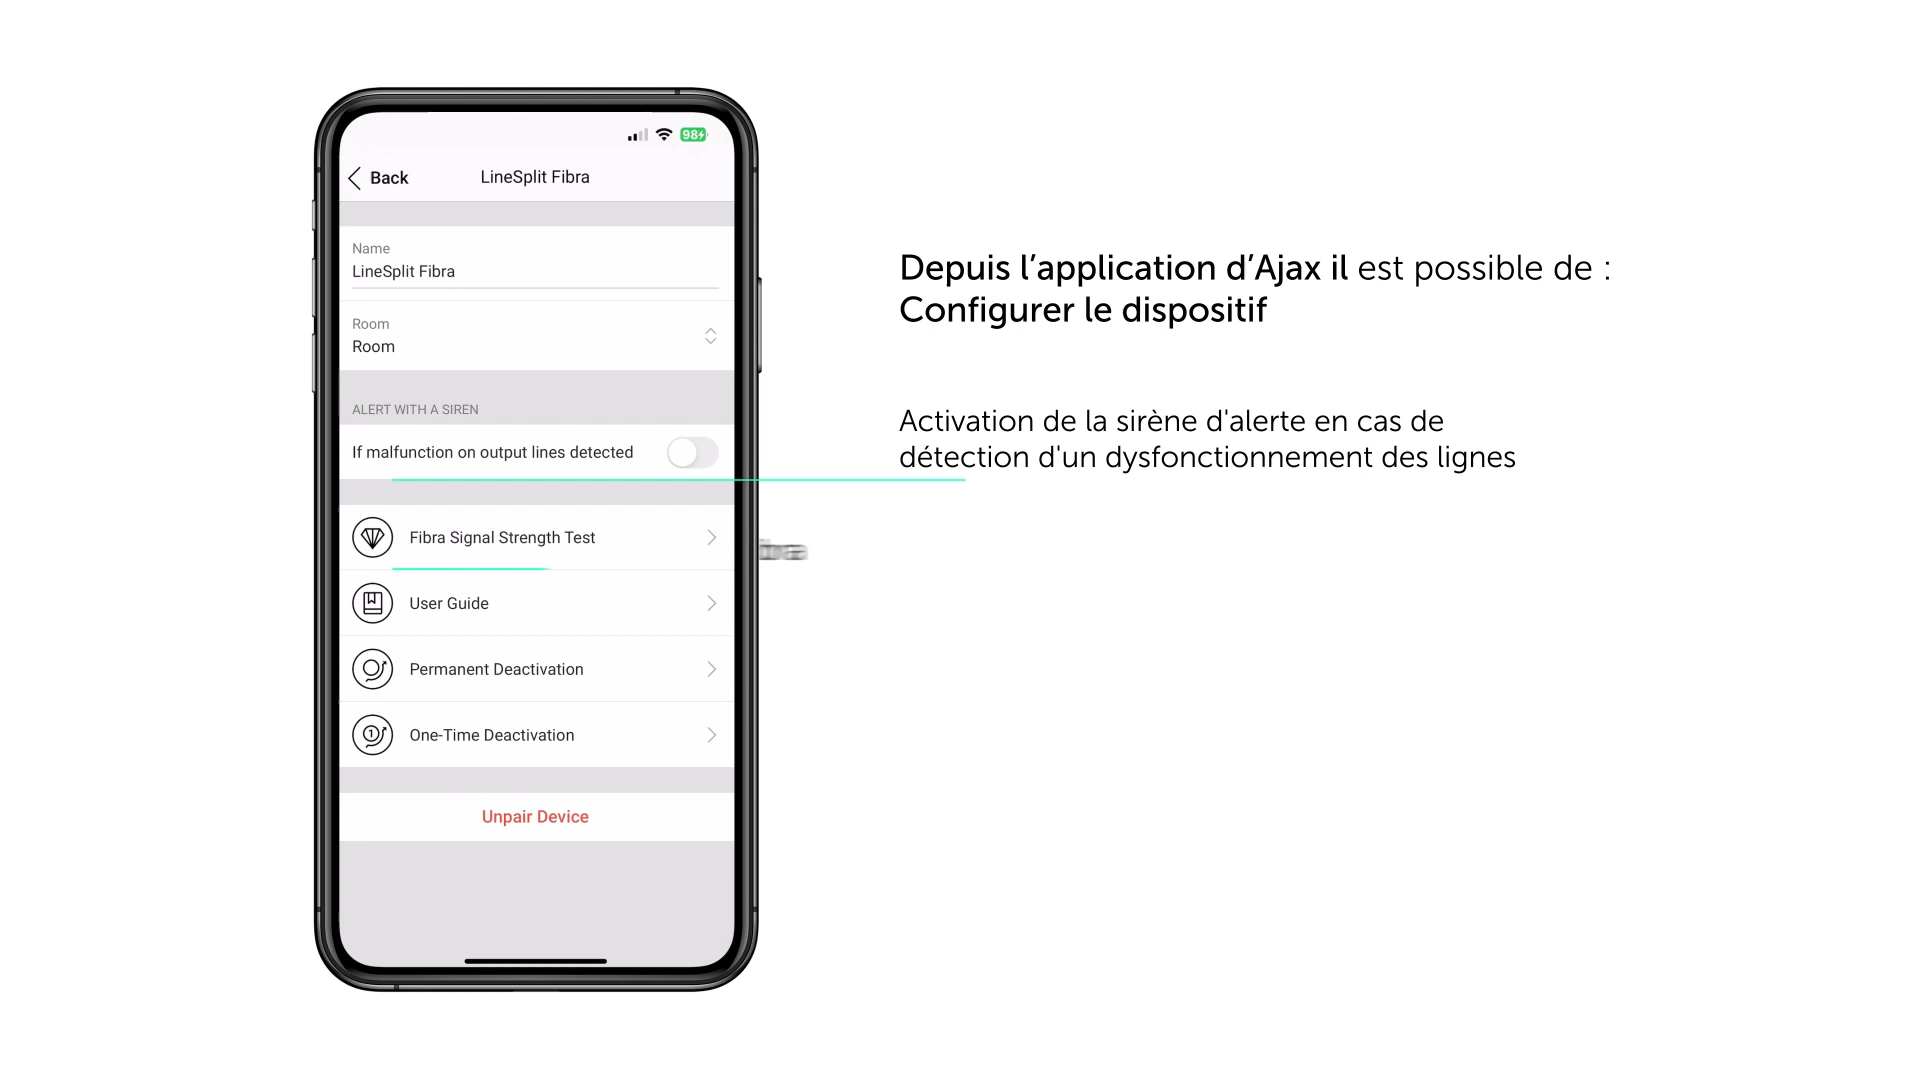 98
Back
LineSplit Fibra
Name
LineSplit Fibra
Room
Room
ALERT WITH A SIREN
If malfunction on output lines detected
Fibra Signal Strength Test
User Guide
Permanent Deactivation
1
One-Time Deactivation
Unpair Device
Depuis l’application d’Ajax il est possible de :
Configurer le dispositif
Activation de la sirène d'alerte en cas de
détection d'un dysfonctionnement des lignes